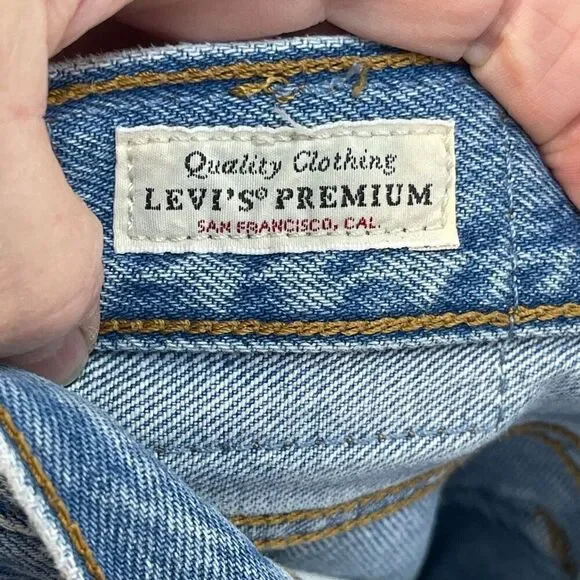 Quality Clothing
LEVI'S® PREMIUM
SAN FRANCISCO, CAL.